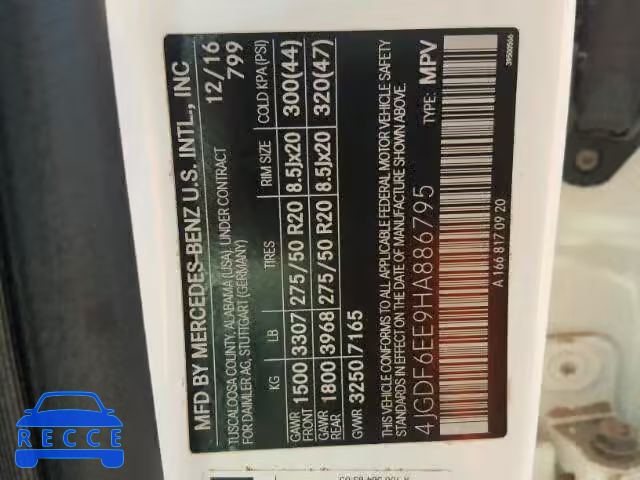 MFD BY MERCEDES-BENZ U.S. INTL., INC
12/16
TUSCALOOSA COUNTY, ALABAMA (USA) UNDER CONTRACT
799
FOR DAIMLER AG, STUTTGART (GERMANY)
KG LB TIRES RIM SIZE COLD KPA (PSI)
GAWR FRONT 1500 3307 275/50 R20 8.5Jx20 300(44)
GAWR REAR 1800 3968 275/50 R20 8.5Jx20 320(47)
GVWR 3250 7165
THIS VEHICLE CONFORMS TO ALL APPLICABLE FEDERAL MOTOR VEHICLE SAFETY
STANDARDS IN EFFECT ON THE DATE OF MANUFACTURE SHOWN ABOVE.
4JGDF6EE9HA886795 TYPE: MPV
A 166 817 09 20
RECCE